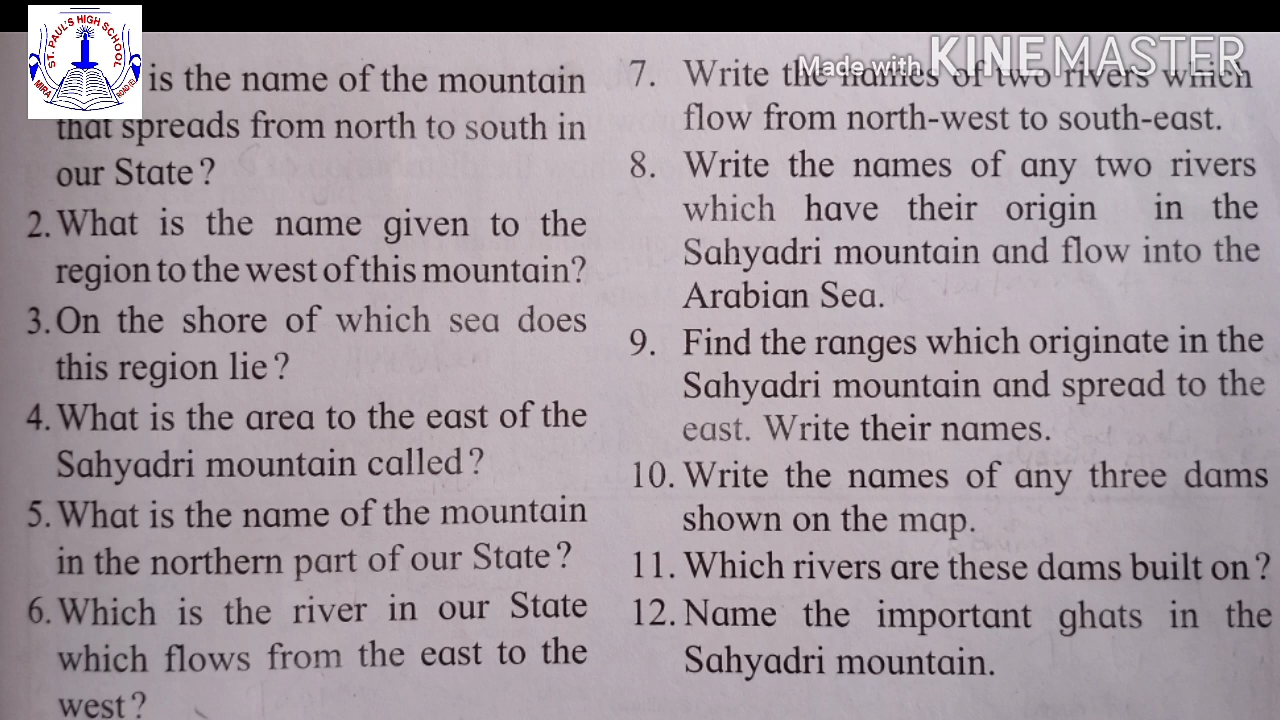 ST. PAUL'S HIGH SCHOOL
MIRA ROAD
Made with KINEMASTER
is the name of the mountain
that spreads from north to south in
our State?
2. What is the name given to the
region to the west of this mountain?
3. On the shore of which sea does
this region lie?
4. What is the area to the east of the
Sahyadri mountain called?
5. What is the name of the mountain
in the northern part of our State?
6. Which is the river in our State
which flows from the east to the
west?
7. Write the names of two rivers which
flow from north-west to south-east.
8. Write the names of any two rivers
which have their origin in the
Sahyadri mountain and flow into the
Arabian Sea.
9. Find the ranges which originate in the
Sahyadri mountain and spread to the
east. Write their names.
10. Write the names of any three dams
shown on the map.
11. Which rivers are these dams built on?
12. Name the important ghats in the
Sahyadri mountain.